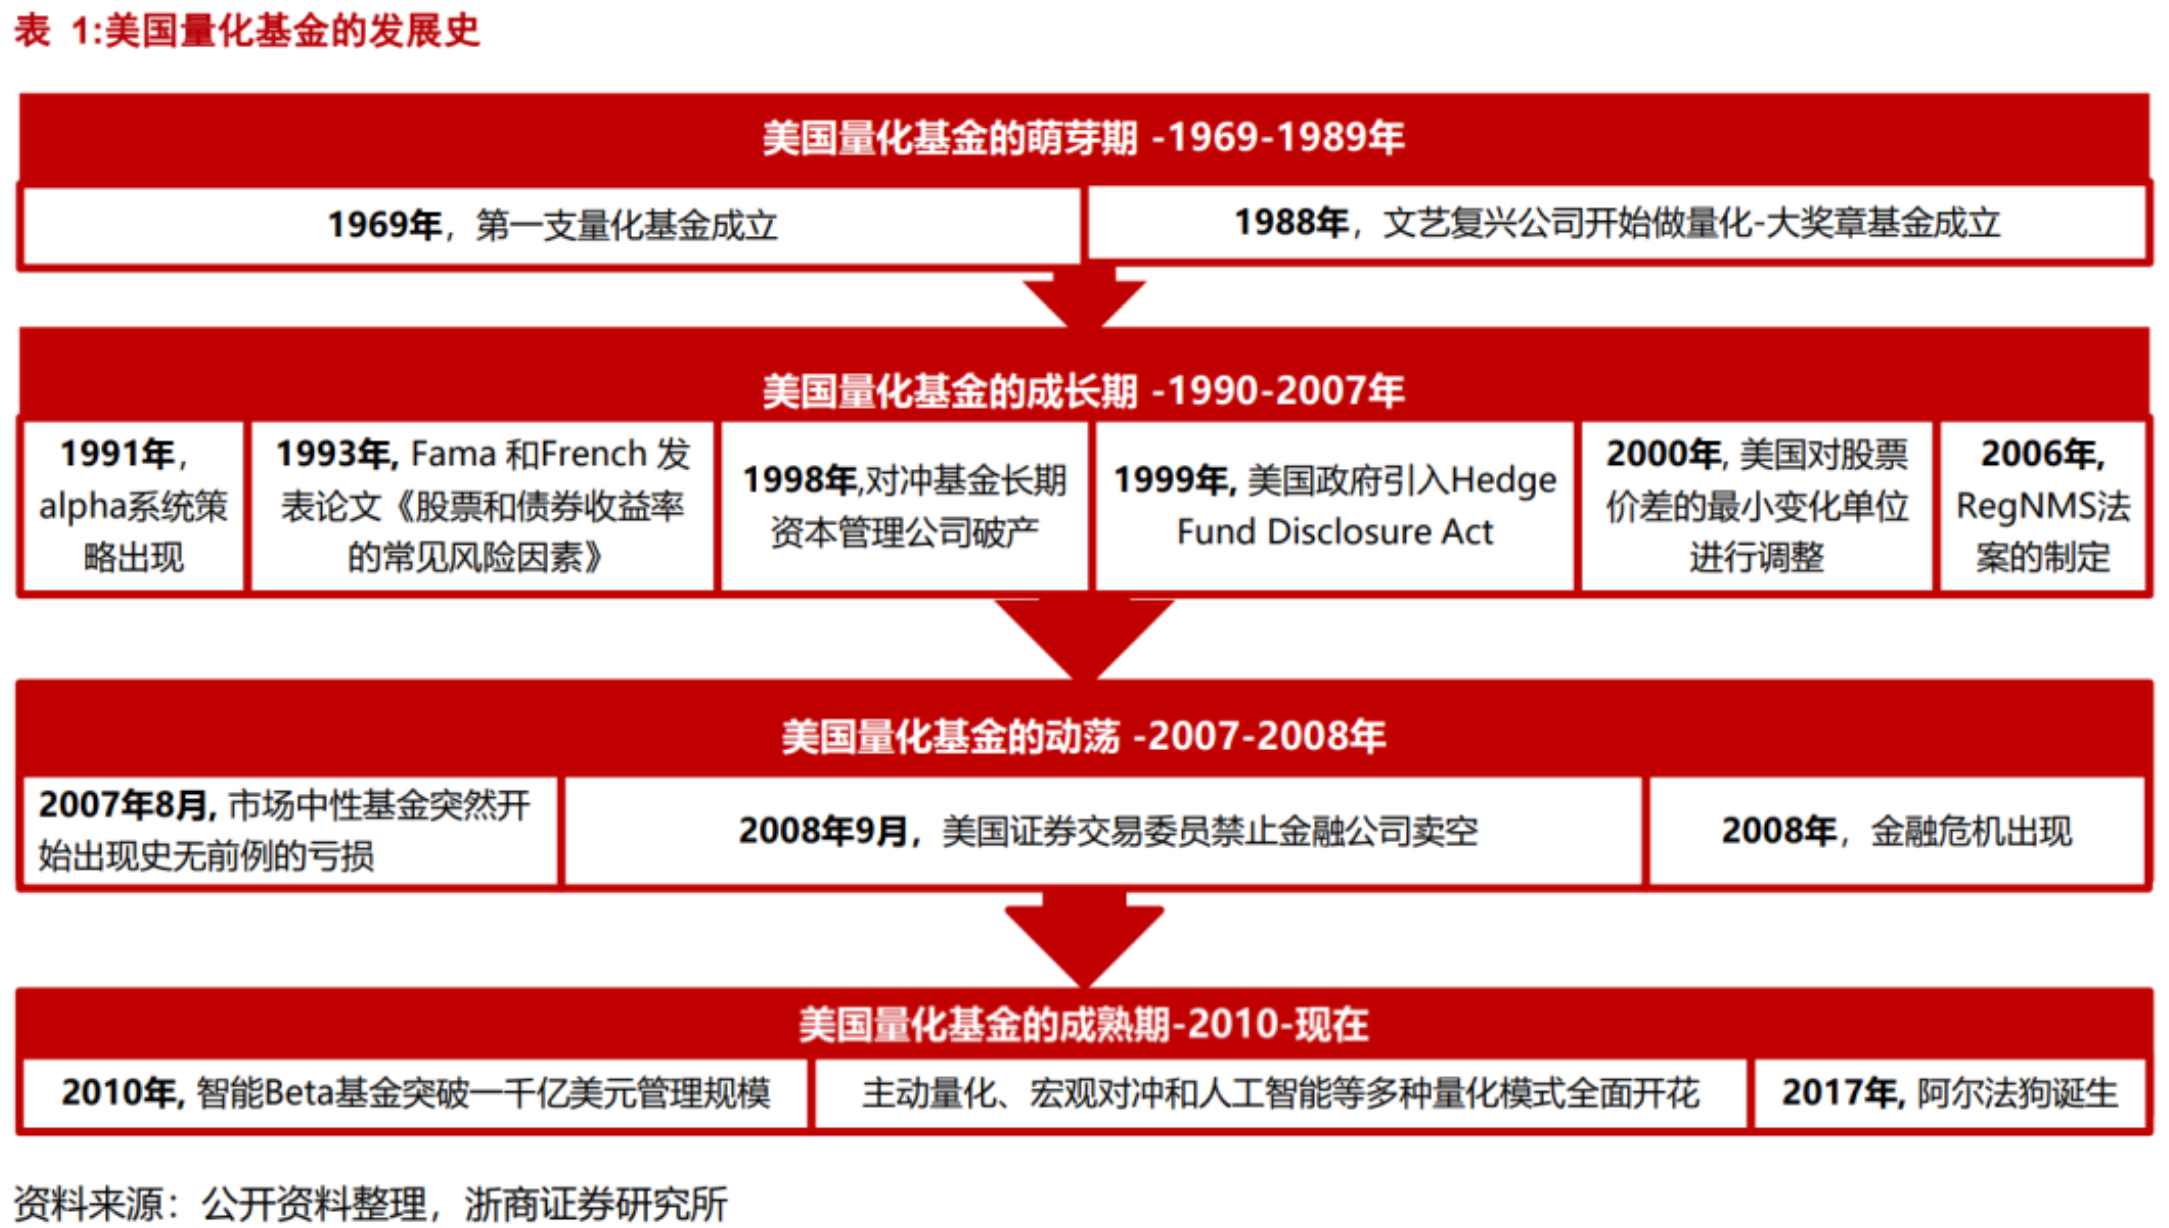 表 1:美国量化基金的发展史
美国量化基金的萌芽期 -1969-1989年
1969年，第一支量化基金成立
1988年，文艺复兴公司开始做量化-大奖章基金成立
美国量化基金的成长期 -1990-2007年
1991年，
alpha系统策
略出现
1993年, Fama 和French 发
表论文《股票和债券收益率
的常见风险因素》
1998年,对冲基金长期
资本管理公司破产
1999年, 美国政府引入Hedge
Fund Disclosure Act
2000年, 美国对股票
价差的最小变化单位
进行调整
2006年,
RegNMS法
案的制定
美国量化基金的动荡 -2007-2008年
2007年8月, 市场中性基金突然开
始出现史无前例的亏损
2008年9月，美国证券交易委员禁止金融公司卖空
2008年，金融危机出现
美国量化基金的成熟期-2010-现在
2010年, 智能Beta基金突破一千亿美元管理规模
主动量化、宏观对冲和人工智能等多种量化模式全面开花
2017年, 阿尔法狗诞生
资料来源：公开资料整理，浙商证券研究所